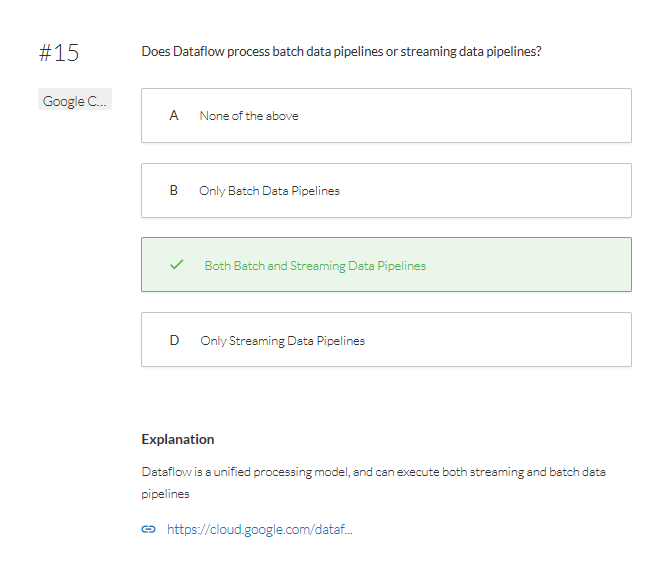 #15
Does Dataflow process batch data pipelines or streaming data pipelines?
Google C...
A None of the above
B Only Batch Data Pipelines
Both Batch and Streaming Data Pipelines
D Only Streaming Data Pipelines
Explanation
Dataflow is a unified processing model, and can execute both streaming and batch data
pipelines
https://cloud.google.com/dataf...